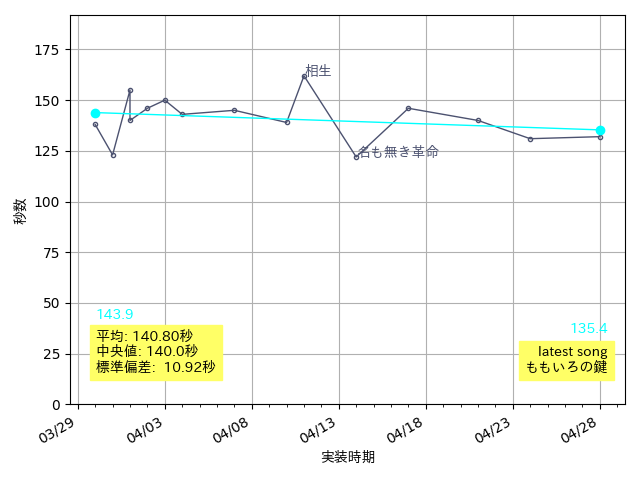 175
150
125
100
75
50
25
0
秒数
相生
名も無き革命
143.9
平均: 140.80秒
中央値: 140.0秒
標準偏差: 10.92秒
135.4
latest song
ももいろの鍵
03/29
04/03
04/08
04/13
04/18
04/23
04/28
実装時期